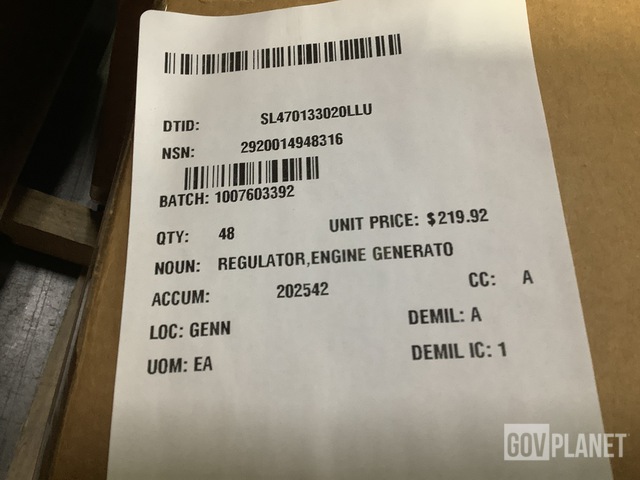 DTID: SL470133020LLU
NSN: 2920014948316
BATCH: 1007603392
QTY: 48 UNIT PRICE: $219.92
NOUN: REGULATOR,ENGINE GENERATO
ACCUM: 202542 CC: A
LOC: GENN DEMIL: A
UOM: EA DEMIL IC: 1
GOVPLANET